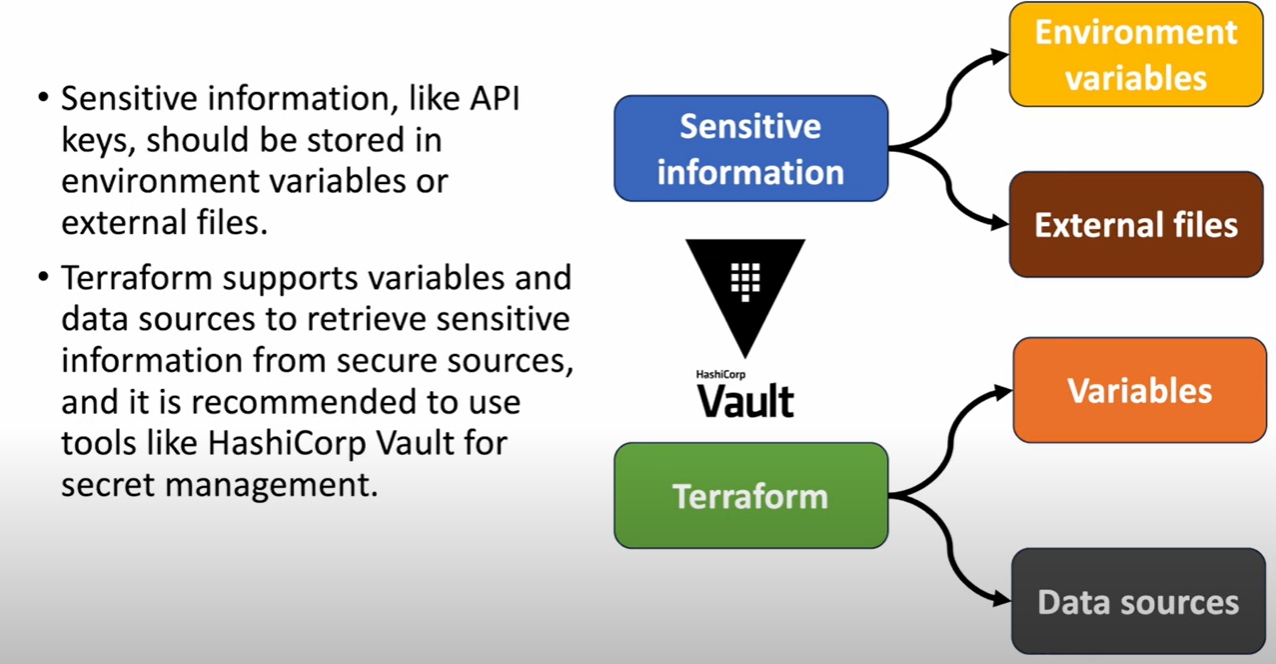 • Sensitive information, like API
keys, should be stored in
environment variables or
external files.
• Terraform supports variables and
data sources to retrieve sensitive
information from secure sources,
and it is recommended to use
tools like HashiCorp Vault for
secret management.
Sensitive
information
Environment
variables
External files
HashiCorp
Vault
Terraform
Variables
Data sources